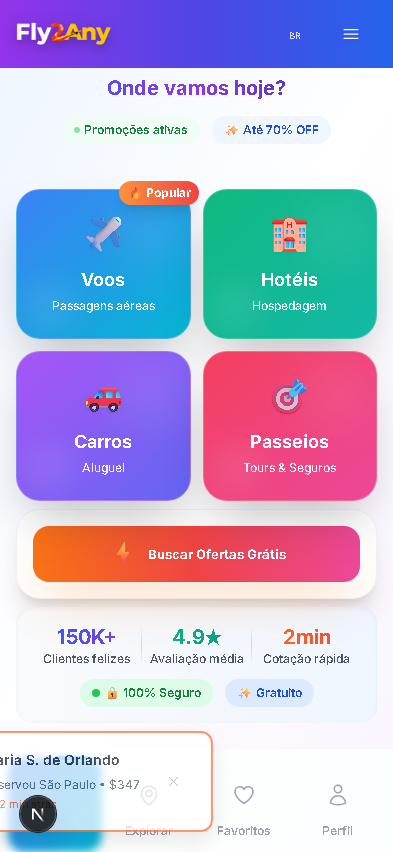 Fly2Any
BR
Onde vamos hoje?
Promoções ativas
✨ Até 70% OFF
🔥 Popular
Voos
Passagens aéreas
Hotéis
Hospedagem
Carros
Aluguel
Passeios
Tours & Seguros
Buscar Ofertas Grátis
150K+
Clientes felizes
4.9★
Avaliação média
2min
Cotação rápida
🔒 100% Seguro
✨ Gratuito
aria S. de Orlando
servou São Paulo • $347
2
N
Explorar
Favoritos
Perfil